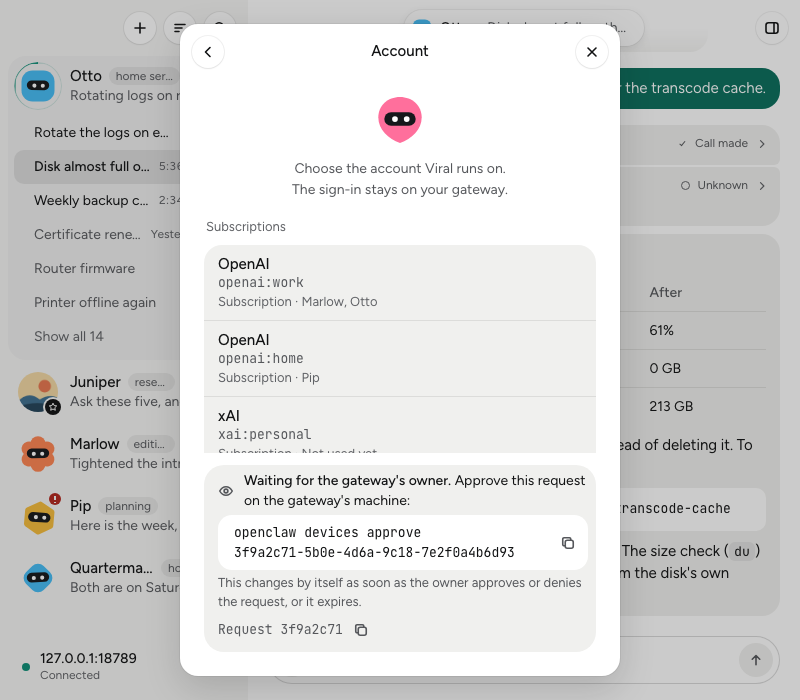 Otto home ser...
Rotating logs on
Rotate the logs on e...
Disk almost full o... 5:36
Weekly backup c... 2:34
Certificate rene... Yeste
Router firmware
Printer offline again
Show all 14
Juniper rese...
Ask these five, an
Marlow editi...
Tightened the intr
Pip planning
Here is the week,
Quarterma...
Both are on Satur
127.0.0.1:18789
Connected
Account
Choose the account Viral runs on.
The sign-in stays on your gateway.
Subscriptions
OpenAI
openai:work
Subscription · Marlow, Otto
OpenAI
openai:home
Subscription · Pip
xAI
xai:personal
Subscription · Not used yet
Waiting for the gateway's owner. Approve this request
on the gateway's machine:
openclaw devices approve
3f9a2c71-5b0e-4d6a-9c18-7e2f0a4b6d93
This changes by itself as soon as the owner approves or denies
the request, or it expires.
Request 3f9a2c71
the transcode cache.
Call made
Unknown
After
61%
0 GB
213 GB
ead of deleting it. To
transcode-cache
The size check ( du )
m the disk's own